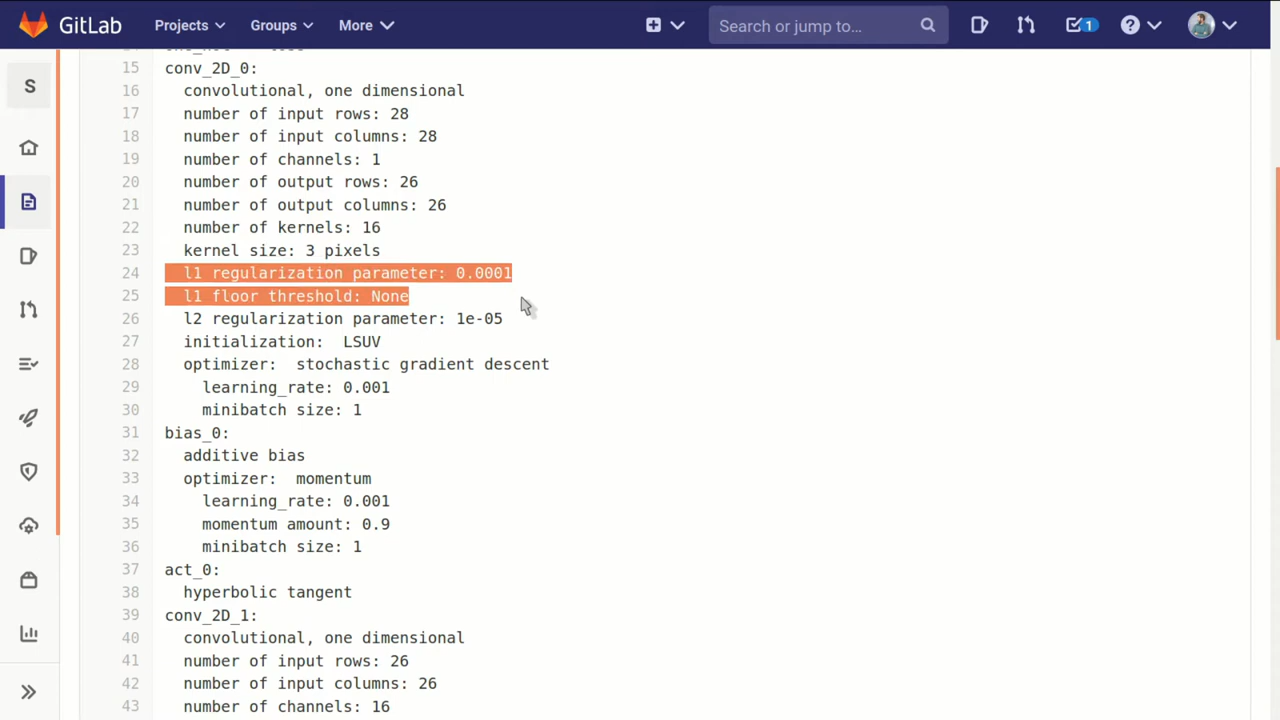 GitLab
Projects
Groups
More
Search or jump to...
1
S
15 conv_2D_0:
16 convolutional, one dimensional
17 number of input rows: 28
18 number of input columns: 28
19 number of channels: 1
20 number of output rows: 26
21 number of output columns: 26
22 number of kernels: 16
23 kernel size: 3 pixels
24 l1 regularization parameter: 0.0001
25 l1 floor threshold: None
26 l2 regularization parameter: 1e-05
27 initialization:  LSUV
28 optimizer:  stochastic gradient descent
29 learning_rate: 0.001
30 minibatch size: 1
31 bias_0:
32 additive bias
33 optimizer:  momentum
34 learning_rate: 0.001
35 momentum amount: 0.9
36 minibatch size: 1
37 act_0:
38 hyperbolic tangent
39 conv_2D_1:
40 convolutional, one dimensional
41 number of input rows: 26
42 number of input columns: 26
43 number of channels: 16